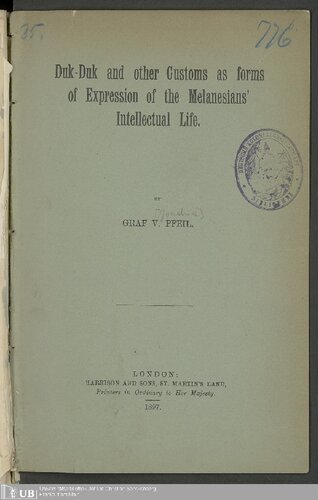 35.
776
Duk-Duk and other Customs as forms
of Expression of the Melanesians'
Intellectual Life.
BY
GRAF V. PFEIL.
LONDON:
HARRISON AND SONS, ST. MARTIN'S LANE,
Printers in Ordinary to Her Majesty.
1897.
UB